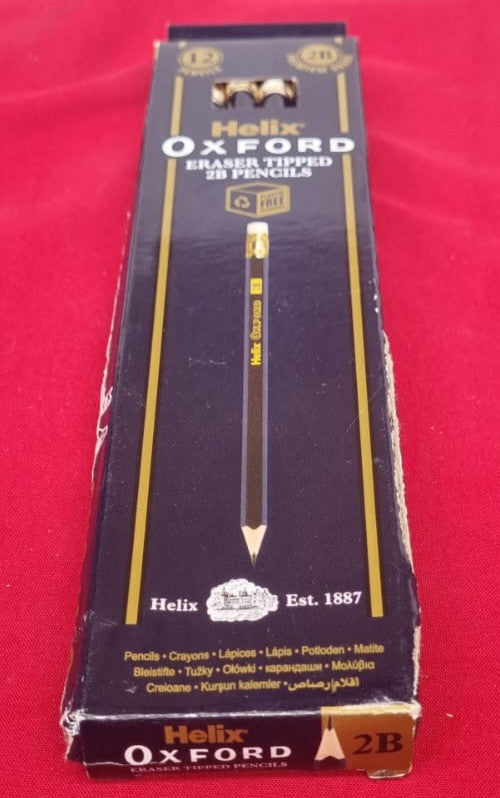 12 PENCILS
2B
Helix
OXFORD
ERASER TIPPED
2B PENCILS
FREE
Helix OXFORD
Helix Est. 1887
Pencils • Crayons • Lápices • Lápis • Potloden • Matite
Bleistifte • Tužky • Ołówki • карандаши • Μολύβια
Creioane • Kurşun kalemler • أقلام/رصاص
Helix
OXFORD 2B
ERASER TIPPED PENCILS